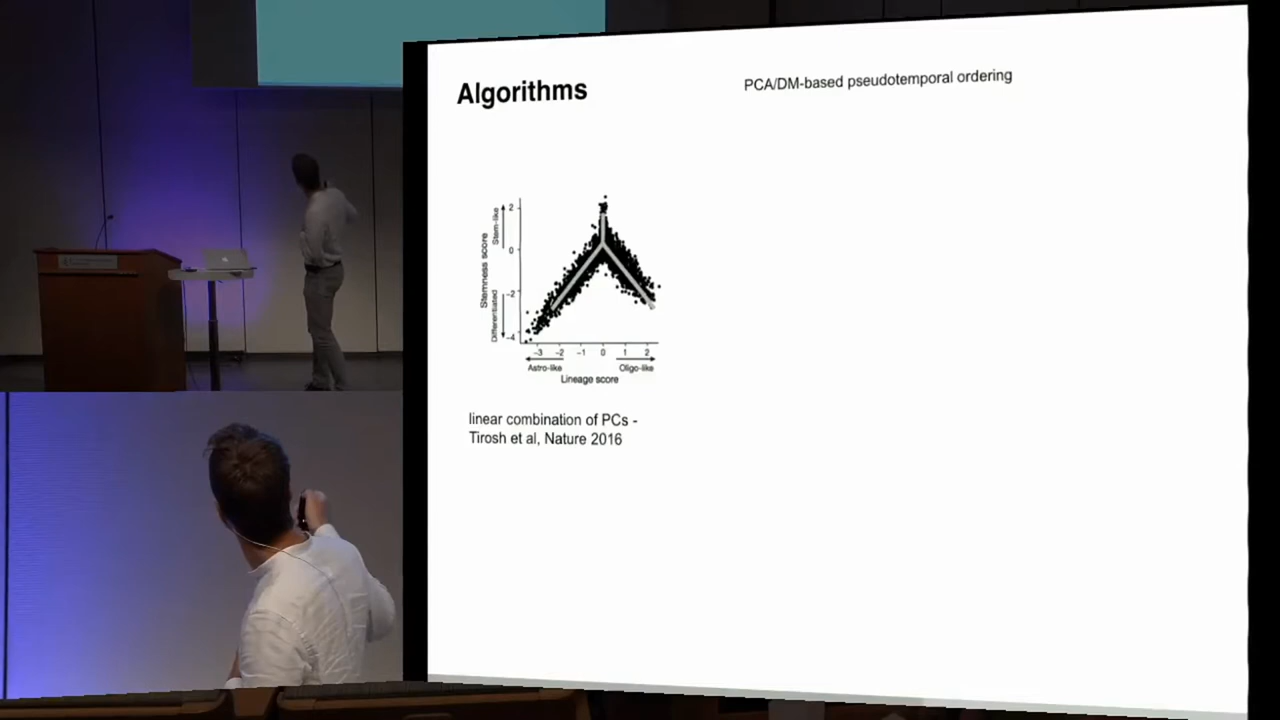 Algorithms
PCA/DM-based pseudotemporal ordering
Stemness score
Stem-like
Differentiated
2
0
−2
−4
−3 −2 −1 0 1 2
Astro-like Oligo-like
Lineage score
linear combination of PCs -
Tirosh et al, Nature 2016